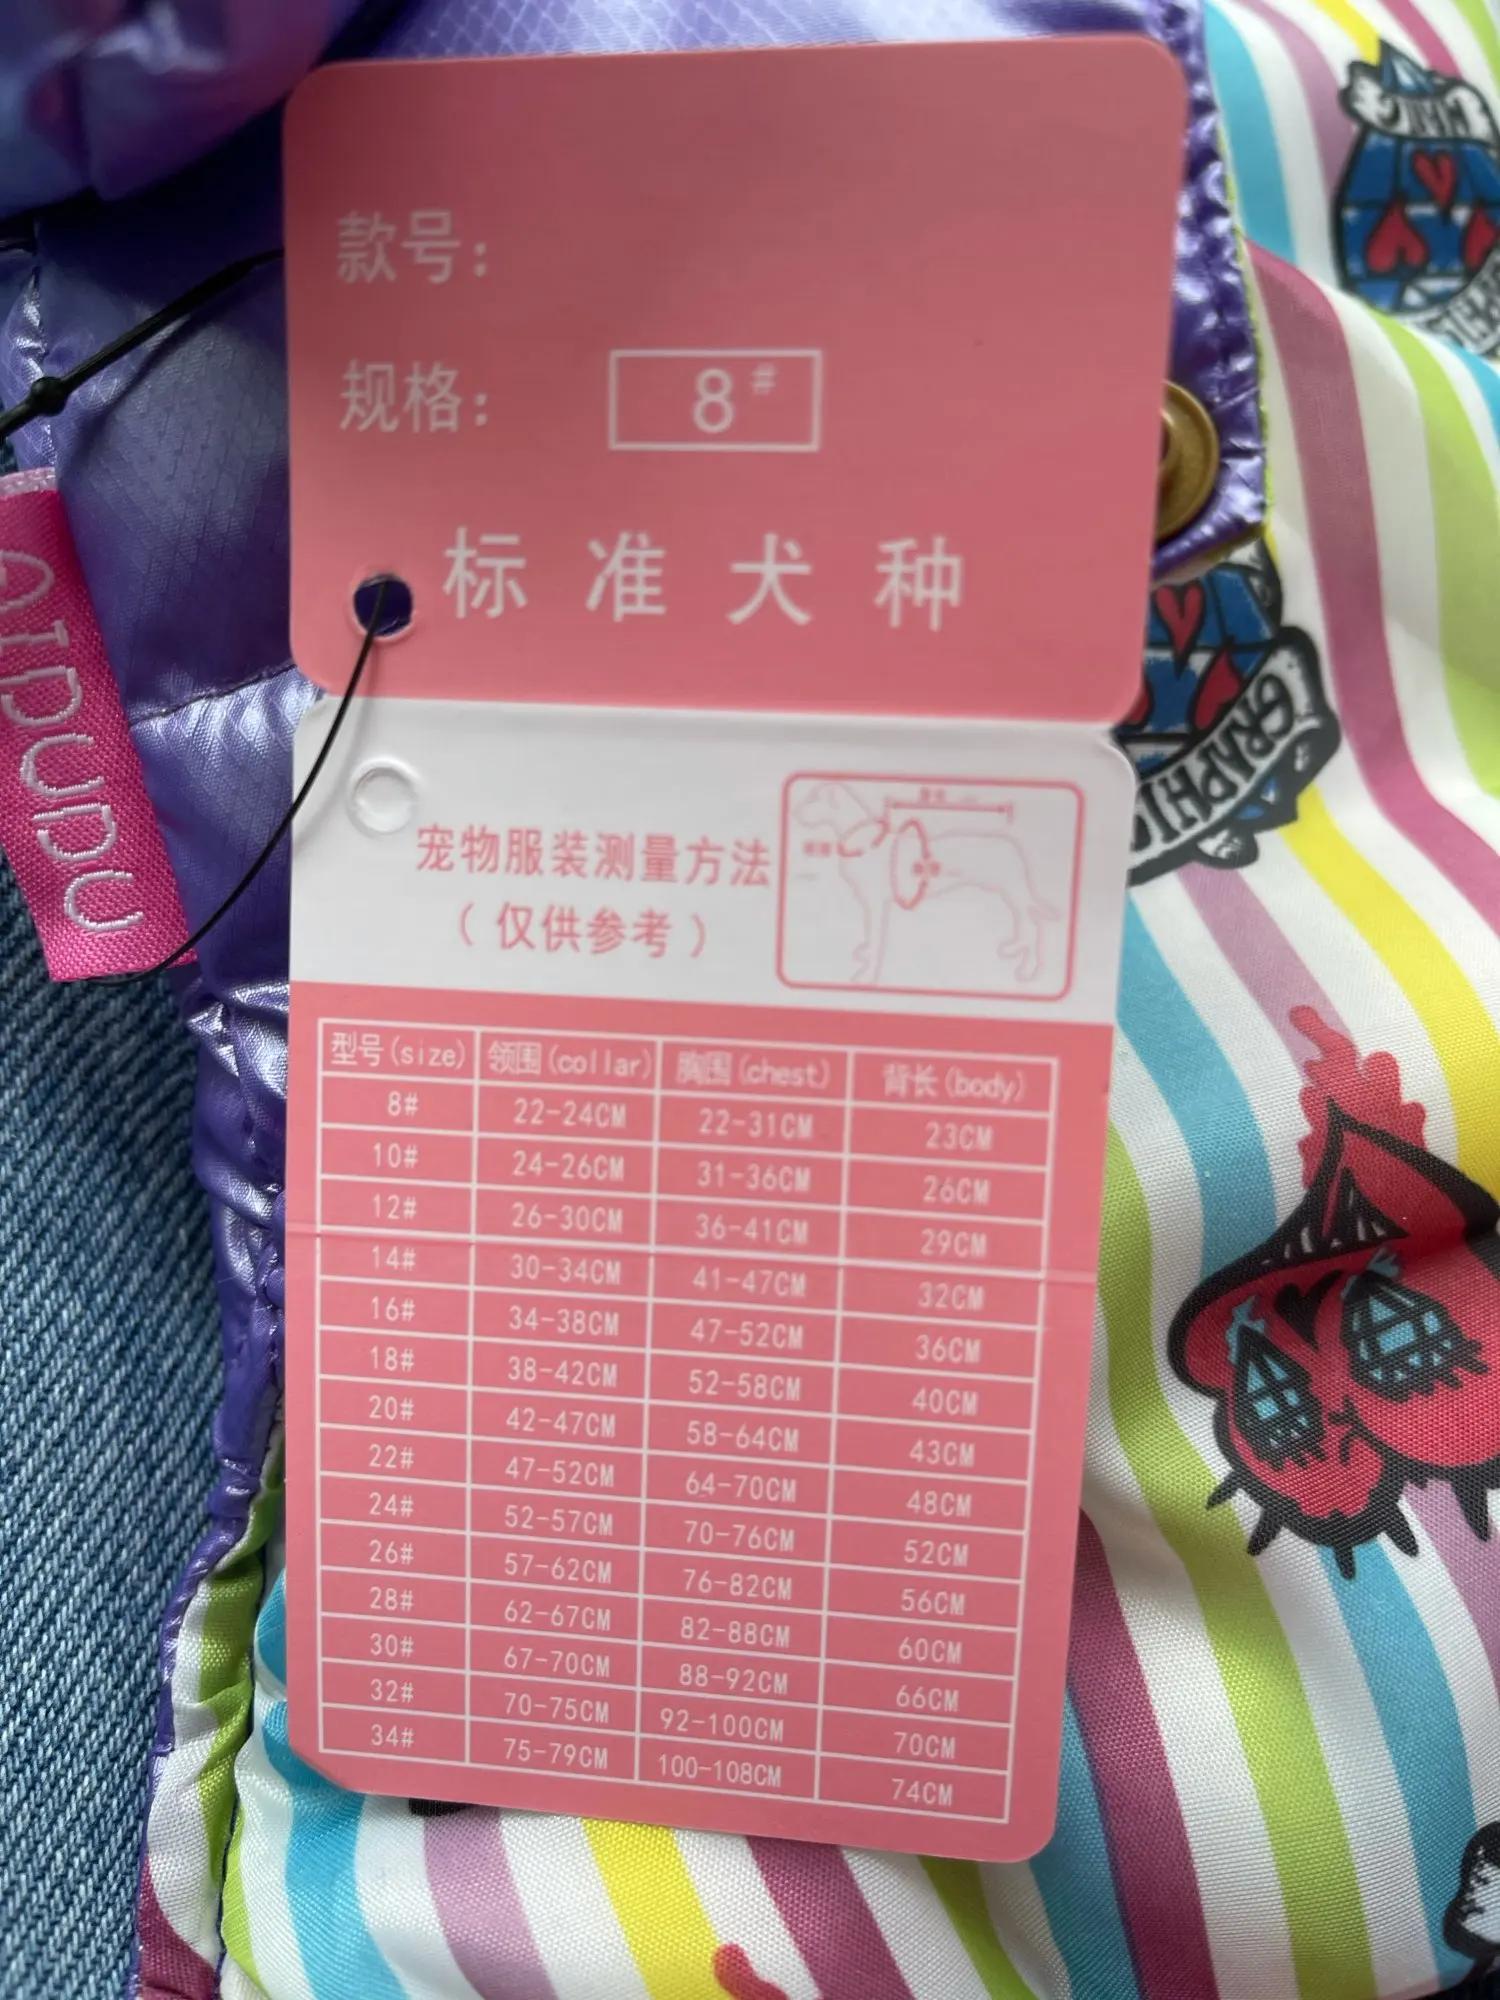 款号:
规格: 8#
标准犬种
QIDUDU
宠物服装测量方法
(仅供参考)
型号(size) 领围(collar) 胸围(chest) 背长(body)
8# 22-24CM 22-31CM 23CM
10# 24-26CM 31-36CM 26CM
12# 26-30CM 36-41CM 29CM
14# 30-34CM 41-47CM 32CM
16# 34-38CM 47-52CM 36CM
18# 38-42CM 52-58CM 40CM
20# 42-47CM 58-64CM 43CM
22# 47-52CM 64-70CM 48CM
24# 52-57CM 70-76CM 52CM
26# 57-62CM 76-82CM 56CM
28# 62-67CM 82-88CM 60CM
30# 67-70CM 88-92CM 66CM
32# 70-75CM 92-100CM 70CM
34# 75-79CM 100-108CM 74CM
GRAPHIC